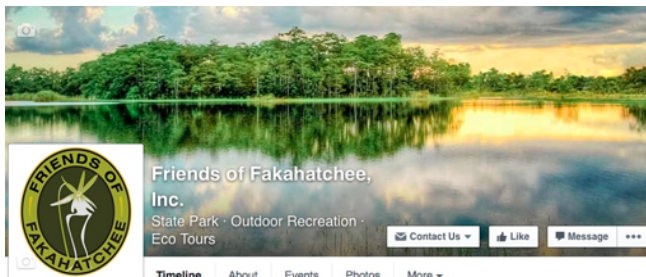 FRIENDS OF
FAKAHATCHEE
Friends of Fakahatchee,
Inc.
State Park · Outdoor Recreation ·
Eco Tours
Contact Us
Like
Message
Timeline About Events Photos More